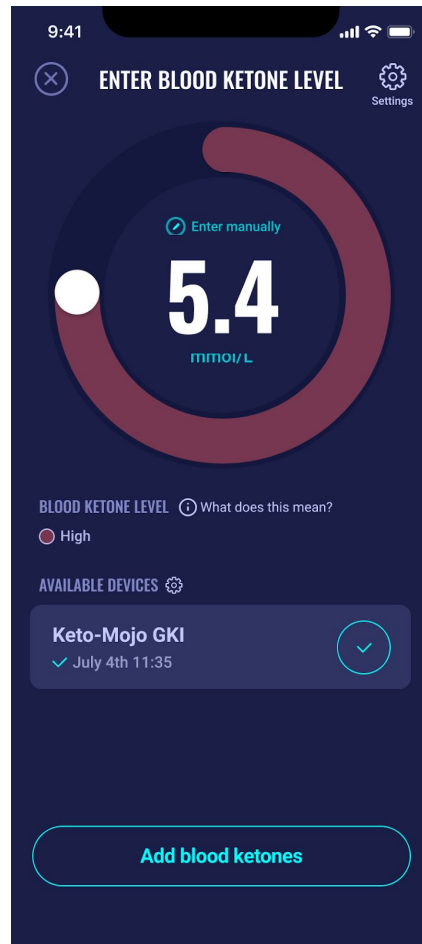 9:41
ENTER BLOOD KETONE LEVEL
Settings
Enter manually
5.4
mmol/L
BLOOD KETONE LEVEL What does this mean?
High
AVAILABLE DEVICES
Keto-Mojo GKI
July 4th 11:35
Add blood ketones